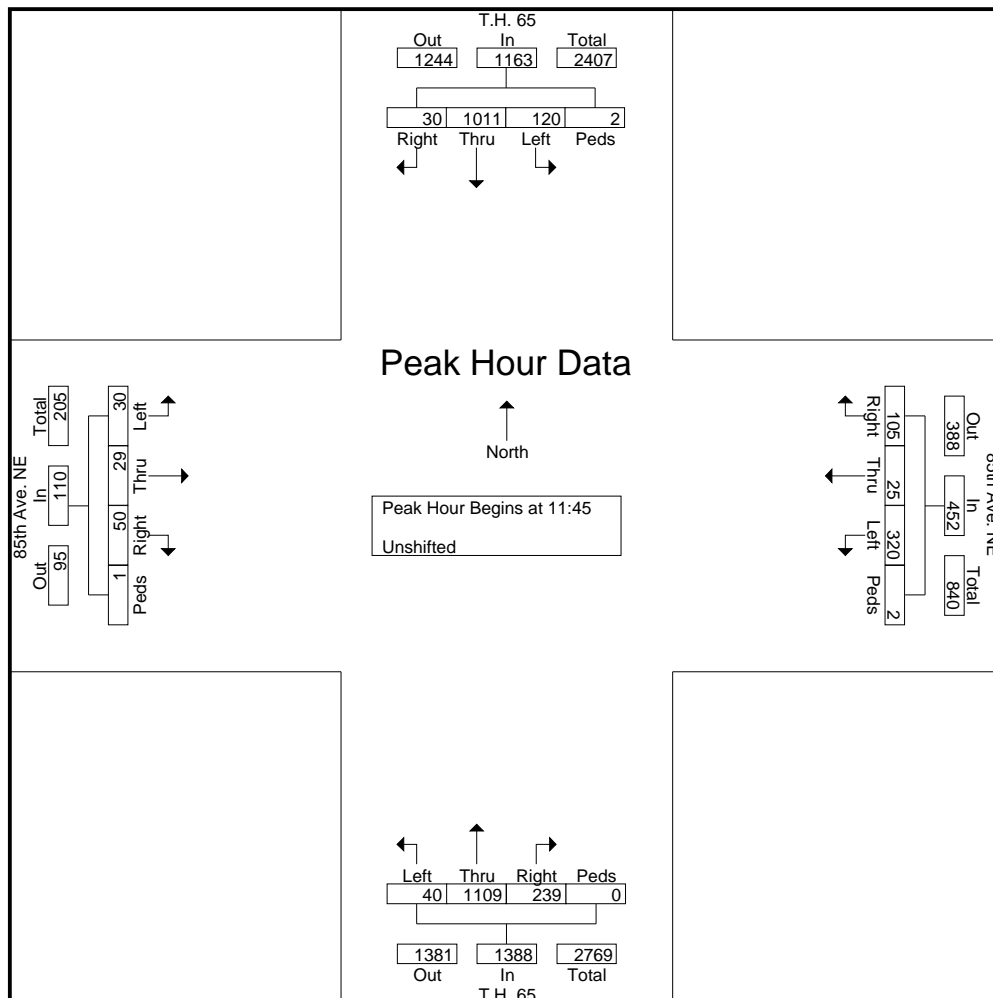 T.H. 65
Out In Total
1244 1163 2407
30 1011 120 2
Right Thru Left Peds
Peak Hour Data
North
Peak Hour Begins at 11:45
Unshifted
85th Ave. NE
Total In Out
205 110 95
30 29 50 1
Left Thru Right Peds
Right Thru Left Peds
105 25 320 2
388 452 840
Out In Total
85th Ave. NE
Left Thru Right Peds
40 1109 239 0
1381 1388 2769
Out In Total
T.H. 65